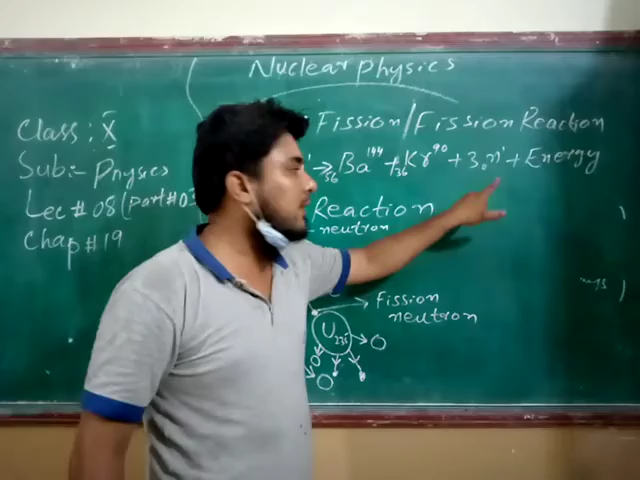 Nuclear physics
Class: X
Sub:- Physics
Lec # 08 (part #0
Chap # 19
Fission / Fission Reaction
→ ₅₆Ba¹⁴⁴ + ₃₆Kr⁹⁰ + 3₀n¹ + Energy
Reaction
- neutron
→ Fission
neutron
U₂₃₅